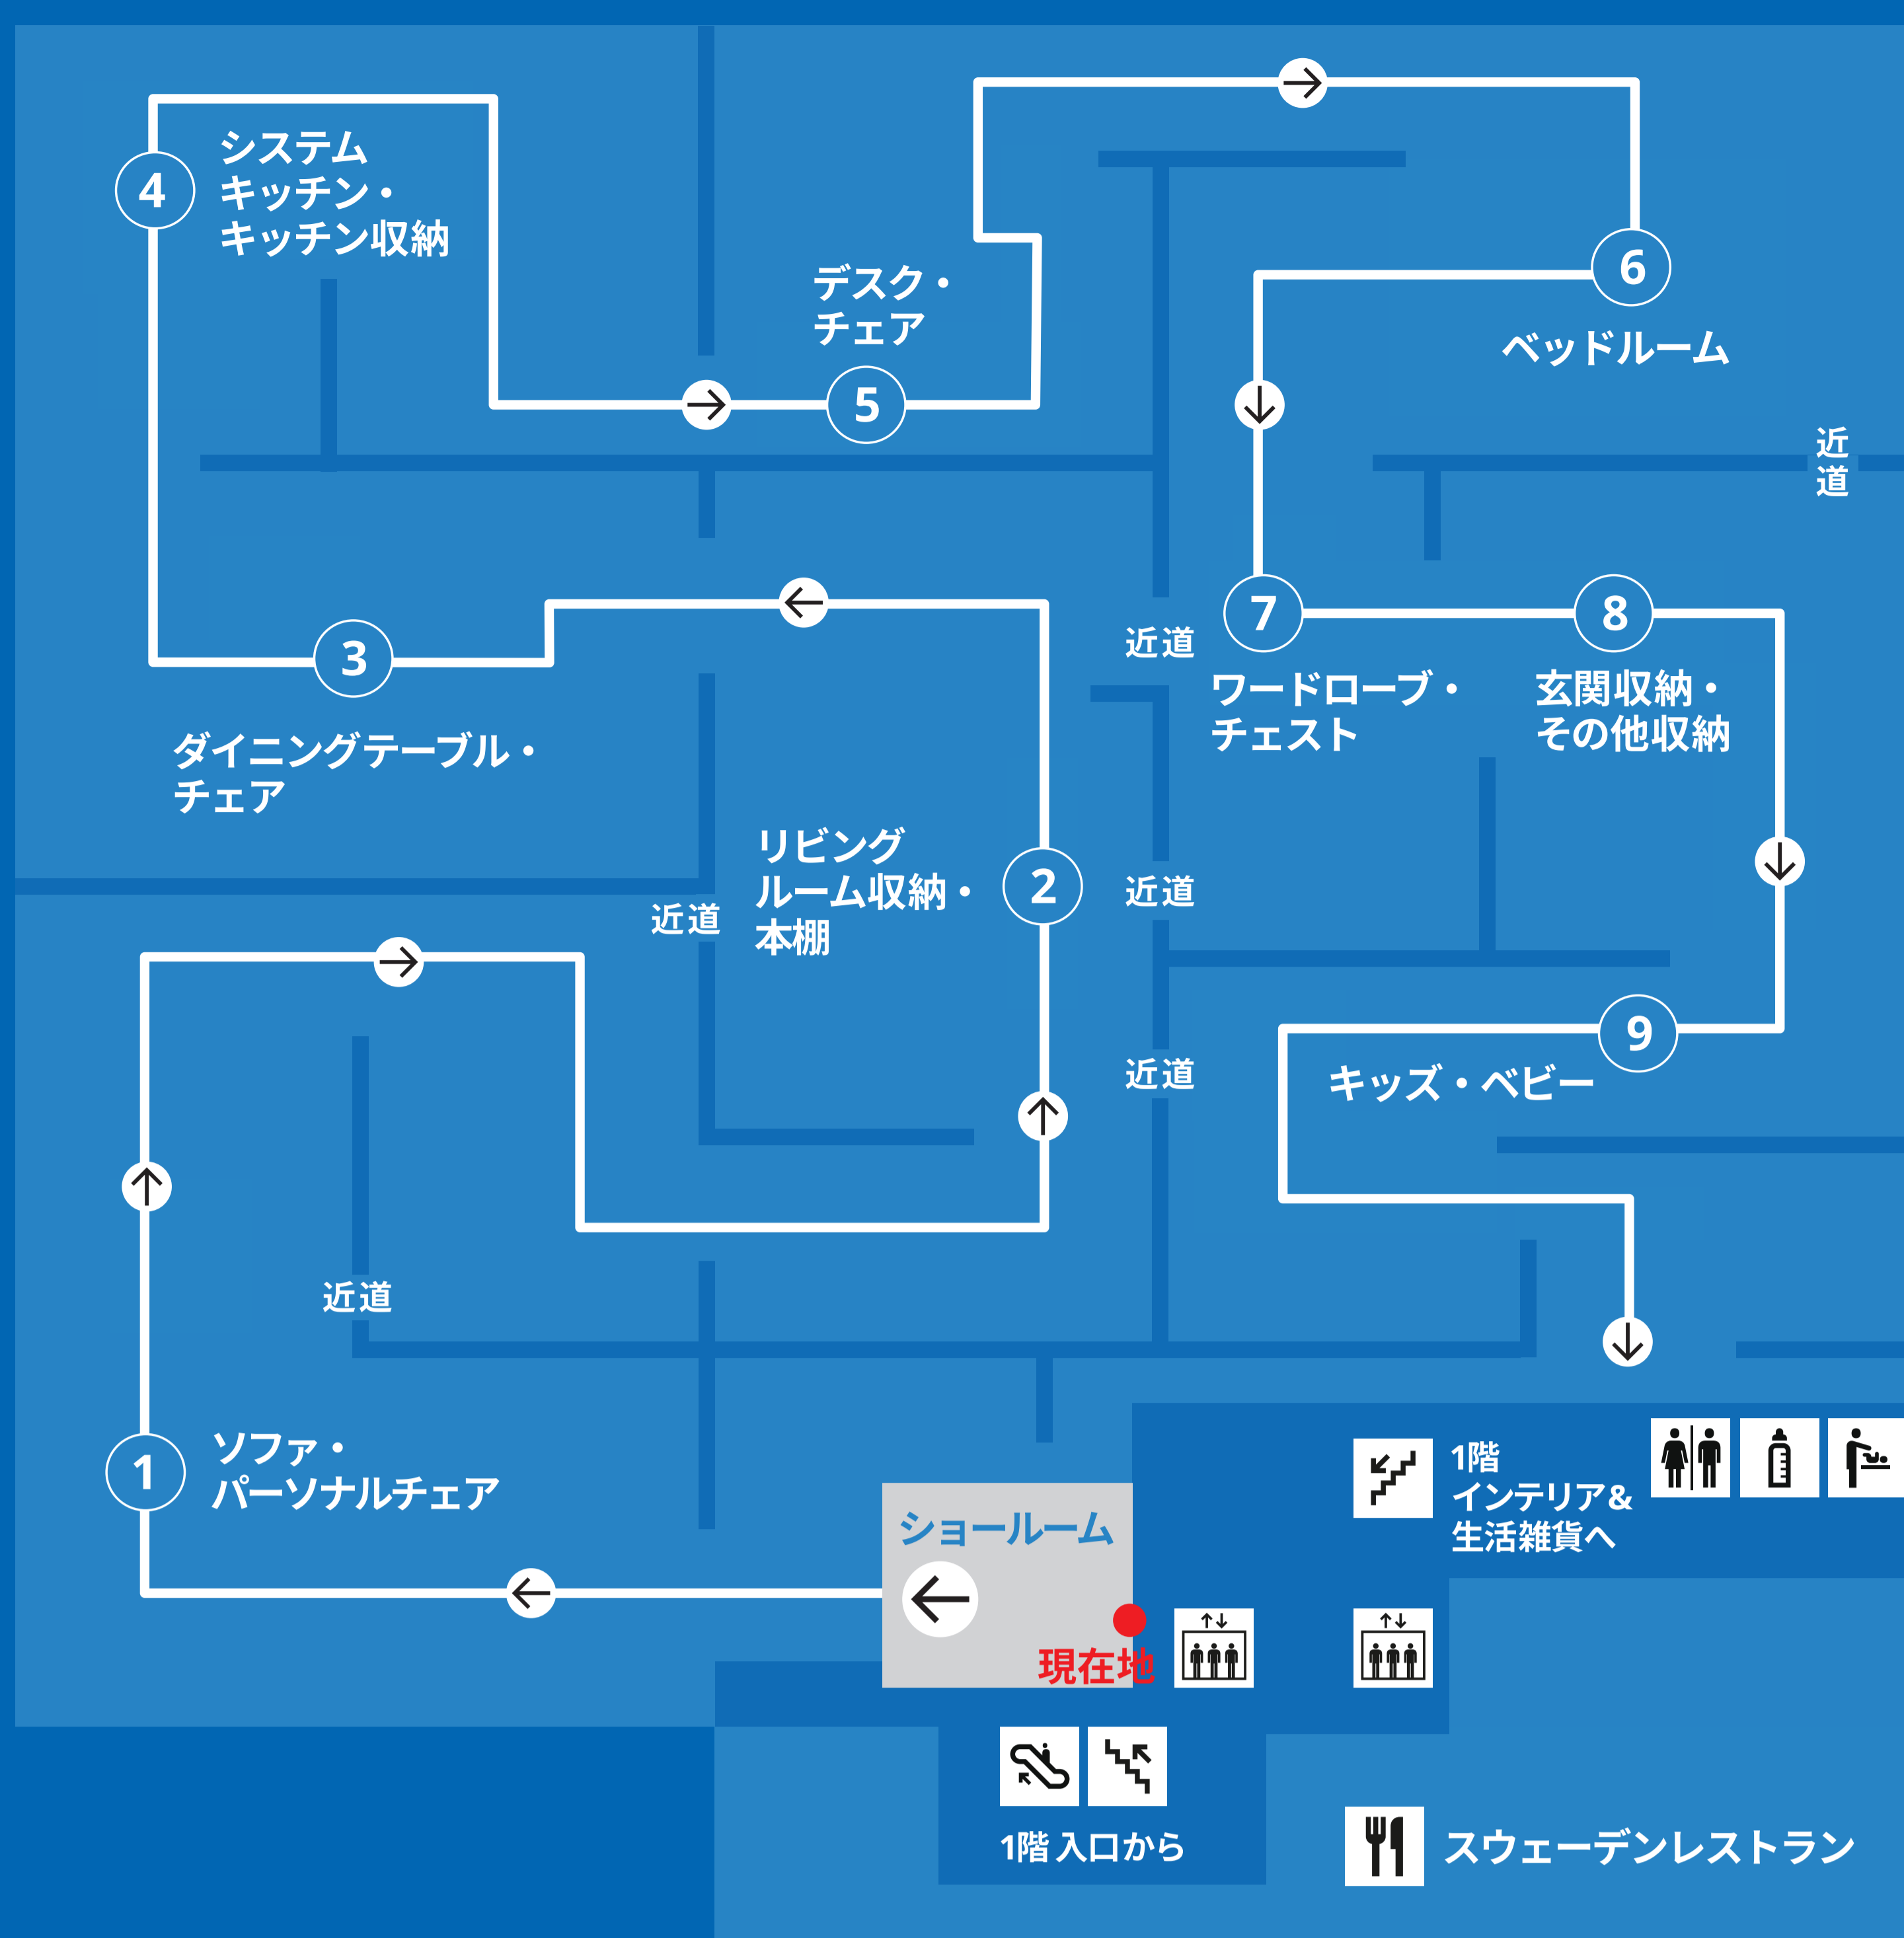 4
システム
キッチン・
キッチン収納
デスク・
チェア
5
6
ベッドルーム
近
道
3
ダイニングテーブル・
チェア
近道
7
ワードローブ・
チェスト
8
玄関収納・
その他収納
リビング
ルーム収納・
本棚
2
近道
近道
近道
9
キッズ・ベビー
近道
1
ソファ・
パーソナルチェア
ショールーム
現在地
1階
インテリア&
生活雑貨へ
1階 入口から
スウェーデンレストラン